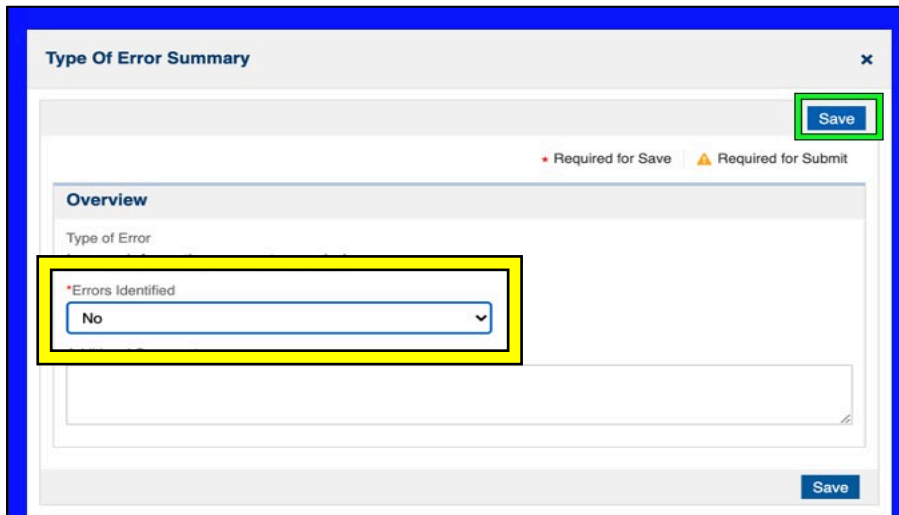 Type Of Error Summary ×
Save
* Required for Save ! Required for Submit
Overview
Type of Error
*Errors Identified
No
Save